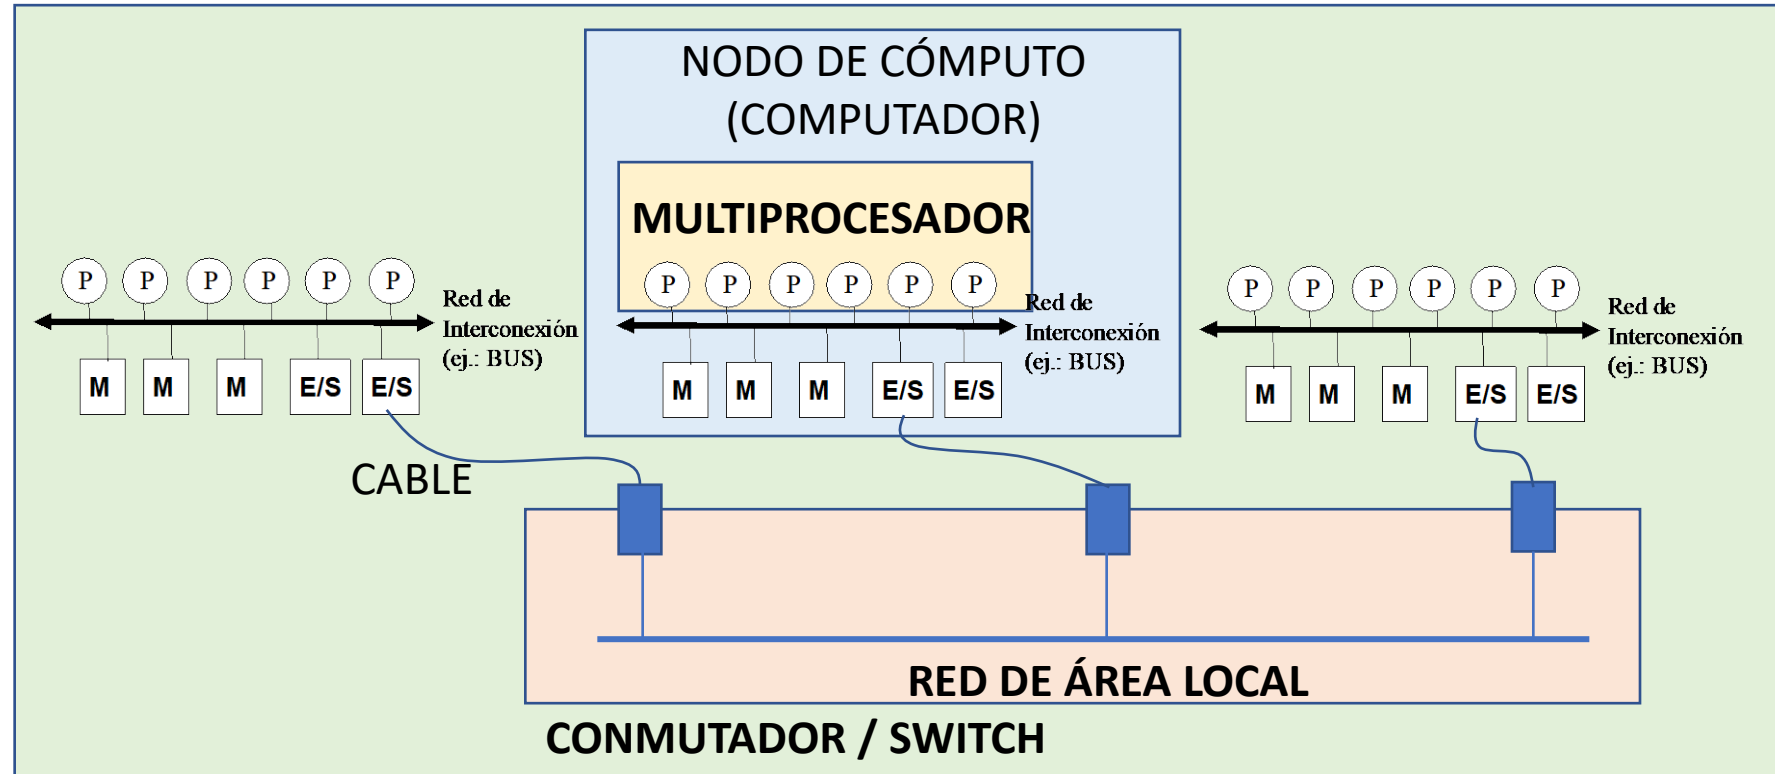 NODO DE CÓMPUTO
(COMPUTADOR)
MULTIPROCESADOR
P P P P P P
Red de
Interconexión
(ej.: BUS)
M M M E/S E/S
P P P P P P
Red de
Interconexión
(ej.: BUS)
M M M E/S E/S
P P P P P P
Red de
Interconexión
(ej.: BUS)
M M M E/S E/S
CABLE
RED DE ÁREA LOCAL
CONMUTADOR / SWITCH